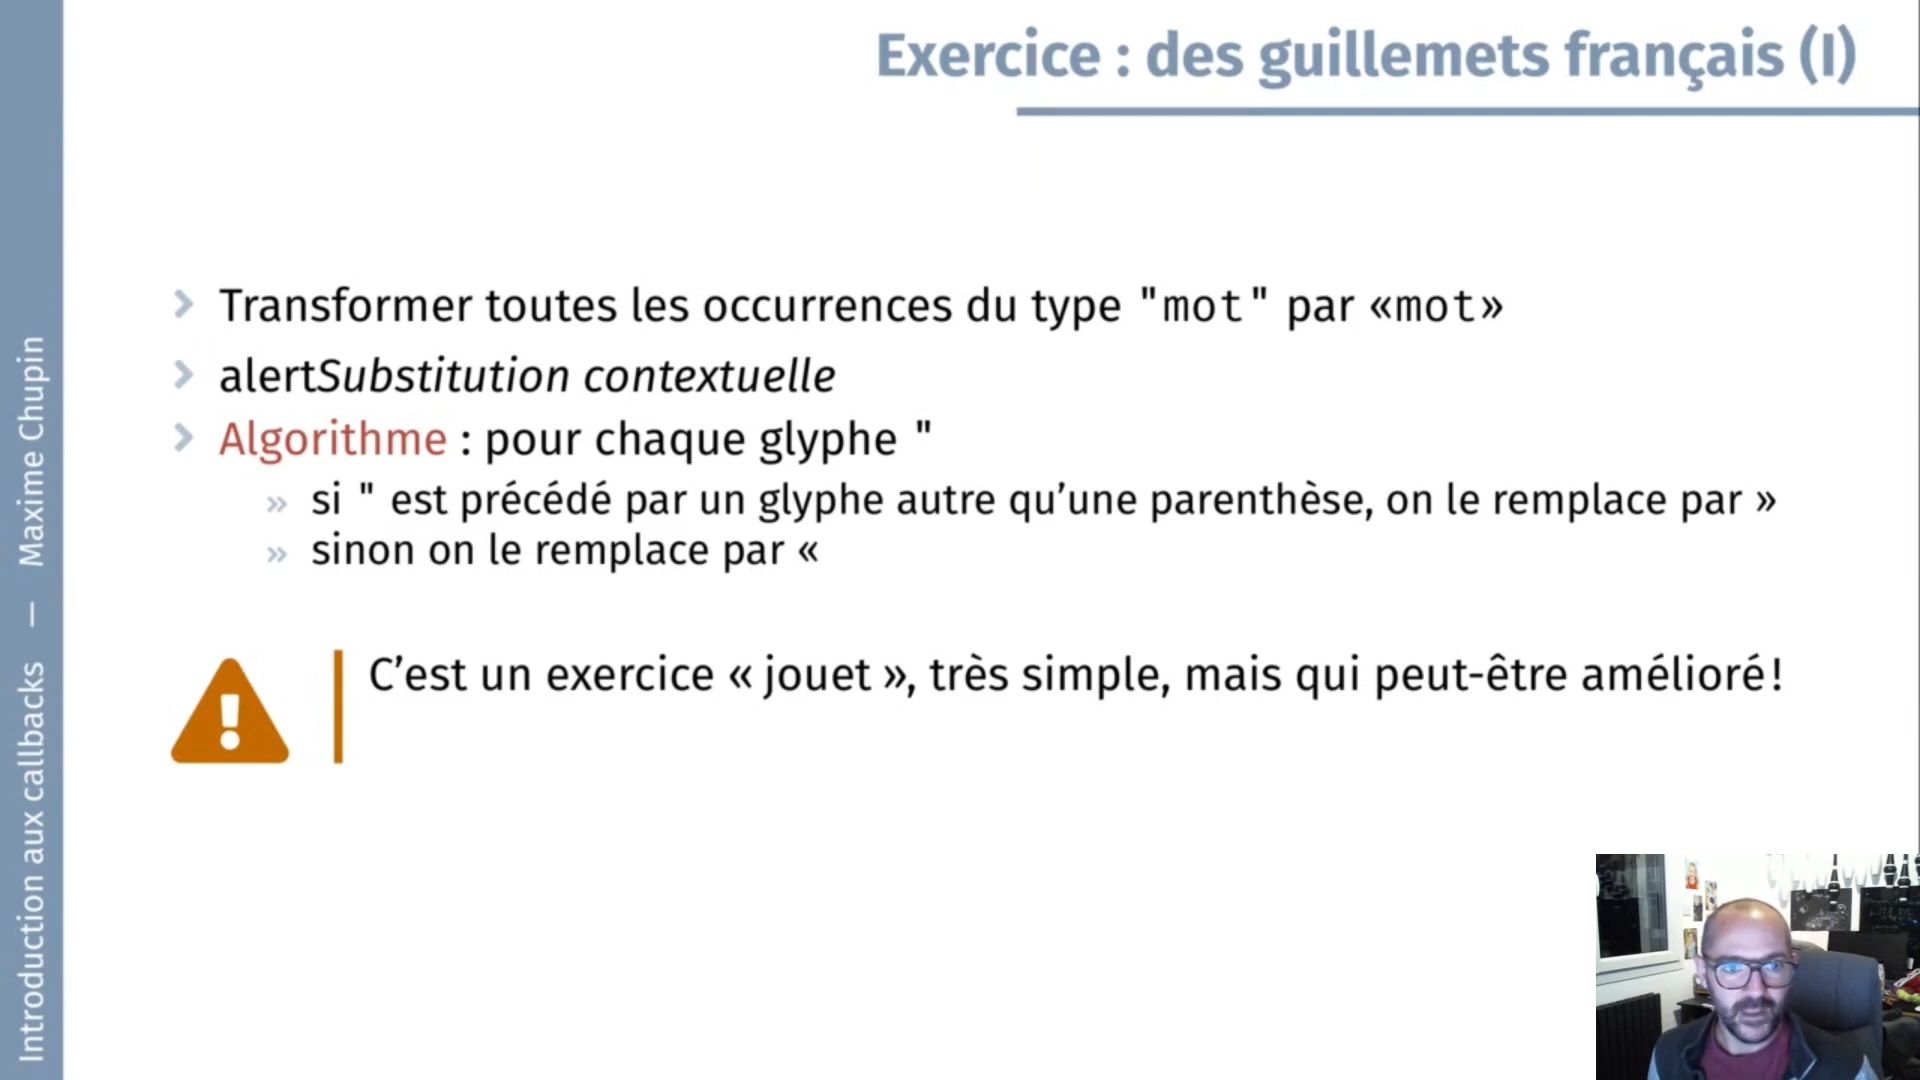 Exercice : des guillemets français (I)
Transformer toutes les occurrences du type "mot" par «mot»
alertSubstitution contextuelle
Algorithme : pour chaque glyphe "
» si " est précédé par un glyphe autre qu’une parenthèse, on le remplace par »
» sinon on le remplace par «
C’est un exercice « jouet », très simple, mais qui peut-être amélioré!
Introduction aux callbacks — Maxime Chupin